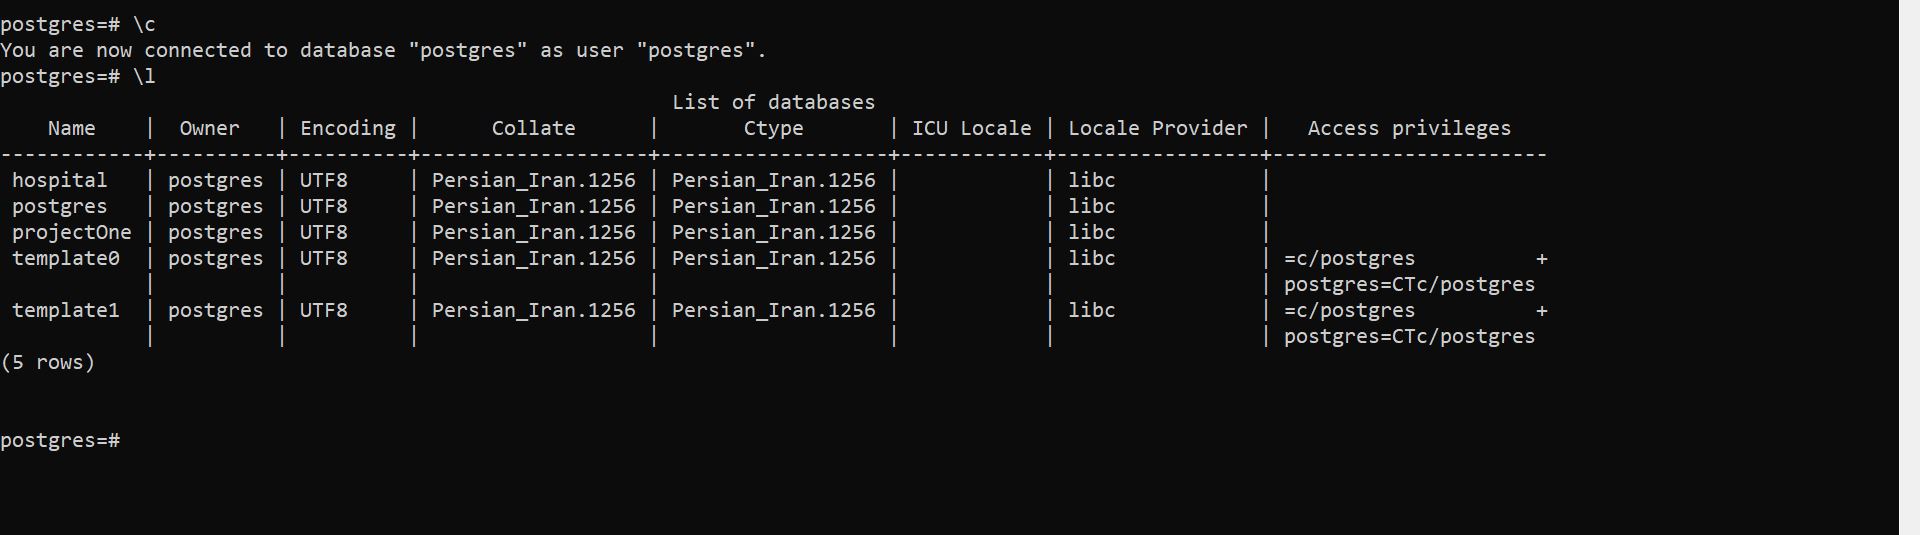 postgres=# \c
You are now connected to database "postgres" as user "postgres".
postgres=# \l
                                                        List of databases
    Name    |  Owner   | Encoding |      Collate      |       Ctype       | ICU Locale | Locale Provider |   Access privileges
------------+----------+----------+-------------------+-------------------+------------+-----------------+-----------------------
 hospital   | postgres | UTF8     | Persian_Iran.1256 | Persian_Iran.1256 |            | libc            |
 postgres   | postgres | UTF8     | Persian_Iran.1256 | Persian_Iran.1256 |            | libc            |
 projectOne | postgres | UTF8     | Persian_Iran.1256 | Persian_Iran.1256 |            | libc            |
 template0  | postgres | UTF8     | Persian_Iran.1256 | Persian_Iran.1256 |            | libc            | =c/postgres          +
            |          |          |                   |                   |            |                 | postgres=CTc/postgres
 template1  | postgres | UTF8     | Persian_Iran.1256 | Persian_Iran.1256 |            | libc            | =c/postgres          +
            |          |          |                   |                   |            |                 | postgres=CTc/postgres
(5 rows)
postgres=#